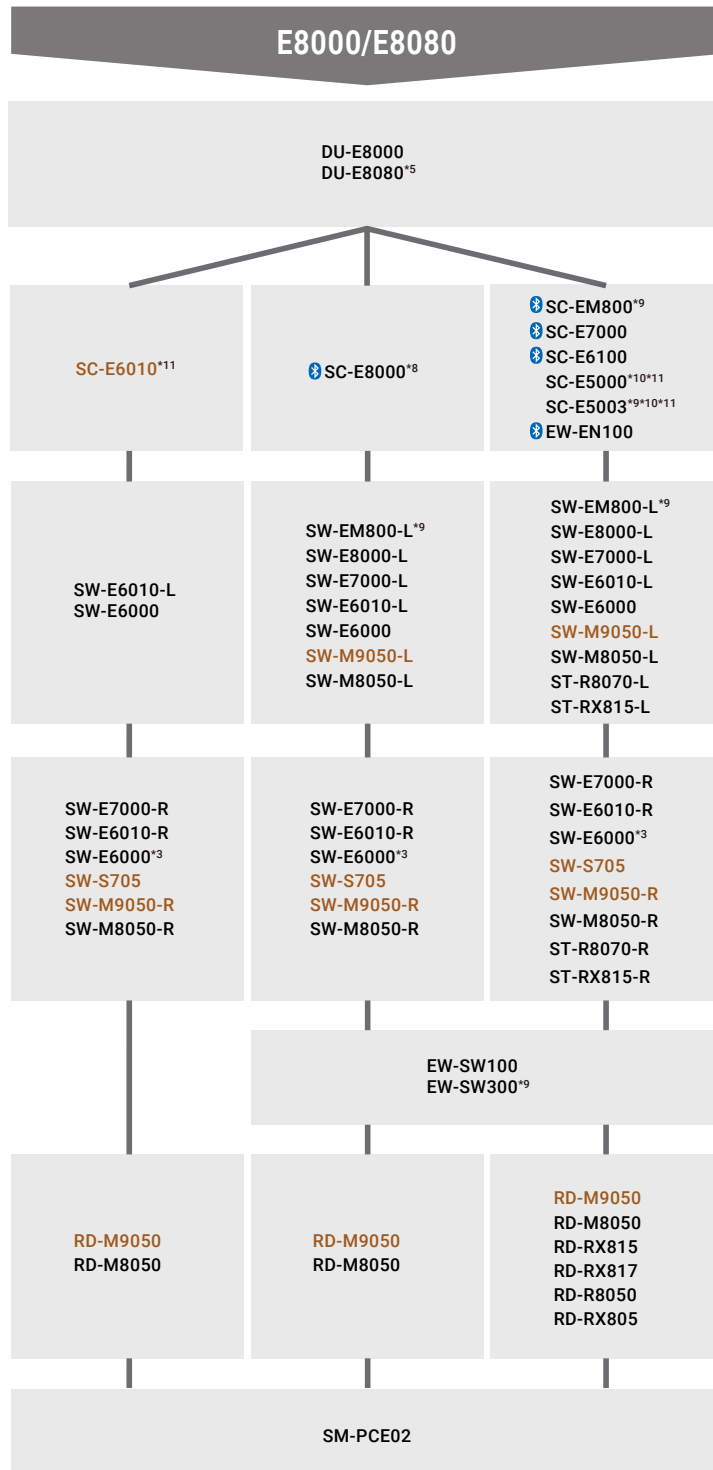 E8000/E8080
DU-E8000
DU-E8080*5
SC-E6010*11
SC-E8000*8
SC-EM800*9
SC-E7000
SC-E6100
SC-E5000*10*11
SC-E5003*9*10*11
EW-EN100
SW-E6010-L
SW-E6000
SW-EM800-L*9
SW-E8000-L
SW-E7000-L
SW-E6010-L
SW-E6000
SW-M9050-L
SW-M8050-L
SW-EM800-L*9
SW-E8000-L
SW-E7000-L
SW-E6010-L
SW-E6000
SW-M9050-L
SW-M8050-L
ST-R8070-L
ST-RX815-L
SW-E7000-R
SW-E6010-R
SW-E6000*3
SW-S705
SW-M9050-R
SW-M8050-R
SW-E7000-R
SW-E6010-R
SW-E6000*3
SW-S705
SW-M9050-R
SW-M8050-R
SW-E7000-R
SW-E6010-R
SW-E6000*3
SW-S705
SW-M9050-R
SW-M8050-R
ST-R8070-R
ST-RX815-R
EW-SW100
EW-SW300*9
RD-M9050
RD-M8050
RD-M9050
RD-M8050
RD-M9050
RD-M8050
RD-RX815
RD-RX817
RD-R8050
RD-RX805
SM-PCE02